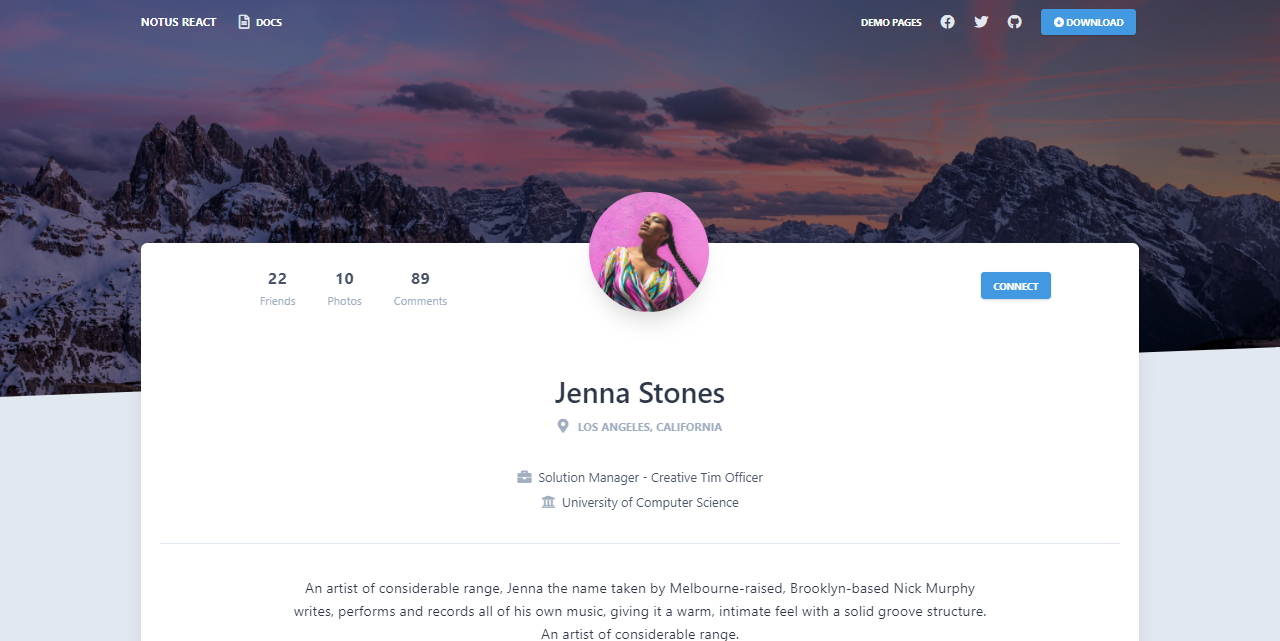 NOTUS REACT DOCS DEMO PAGES DOWNLOAD
22 10 89
Friends Photos Comments
CONNECT
Jenna Stones
LOS ANGELES, CALIFORNIA
Solution Manager - Creative Tim Officer
University of Computer Science
An artist of considerable range, Jenna the name taken by Melbourne-raised, Brooklyn-based Nick Murphy
writes, performs and records all of his own music, giving it a warm, intimate feel with a solid groove structure.
An artist of considerable range.